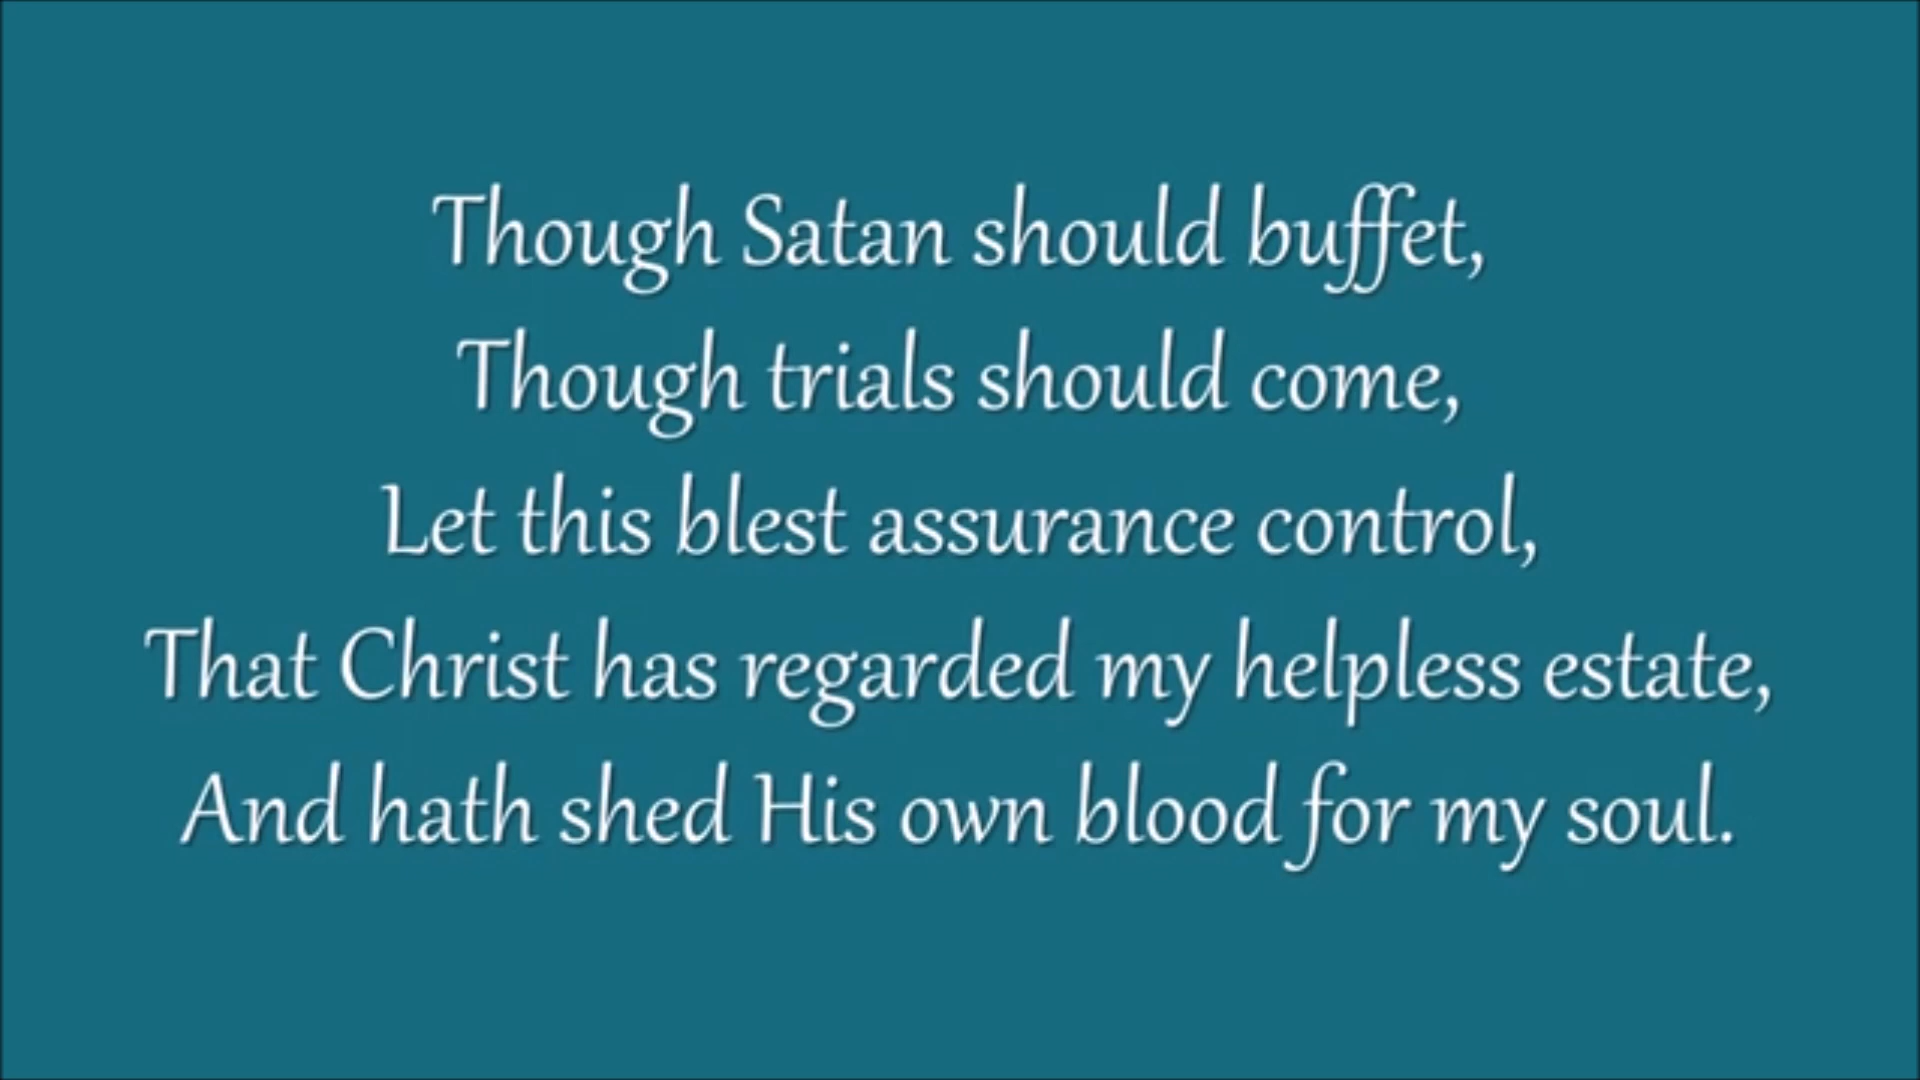 Though Satan should buffet,
Though trials should come,
Let this blest assurance control,
That Christ has regarded my helpless estate,
And hath shed His own blood for my soul.